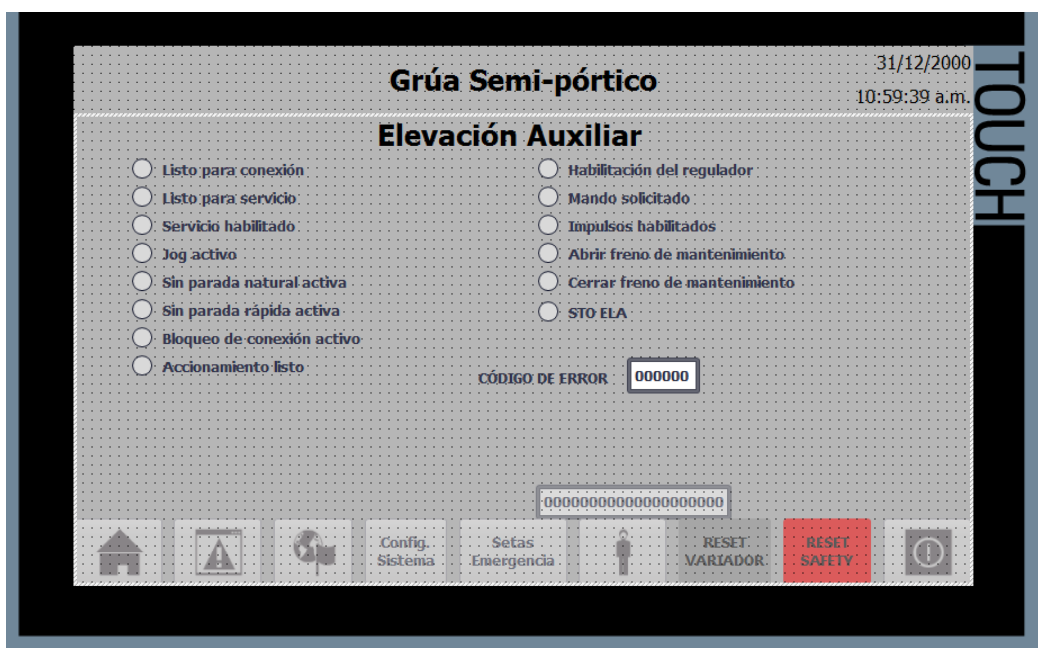 Grúa Semi-pórtico
31/12/2000
10:59:39 a.m.
TOUCH
Elevación Auxiliar
Listo para conexión
Listo para servicio
Servicio habilitado
Jog activo
Sin parada natural activa
Sin parada rápida activa
Bloqueo de conexión activo
Accionamiento listo
Habilitación del regulador
Mando solicitado
Impulsos habilitados
Abrir freno de mantenimiento
Cerrar freno de mantenimiento
STO ELA
CÓDIGO DE ERROR 000000
00000000000000000000
Config.
Sistema
Setas
Emergencia
RESET
VARIADOR
RESET
SAFETY